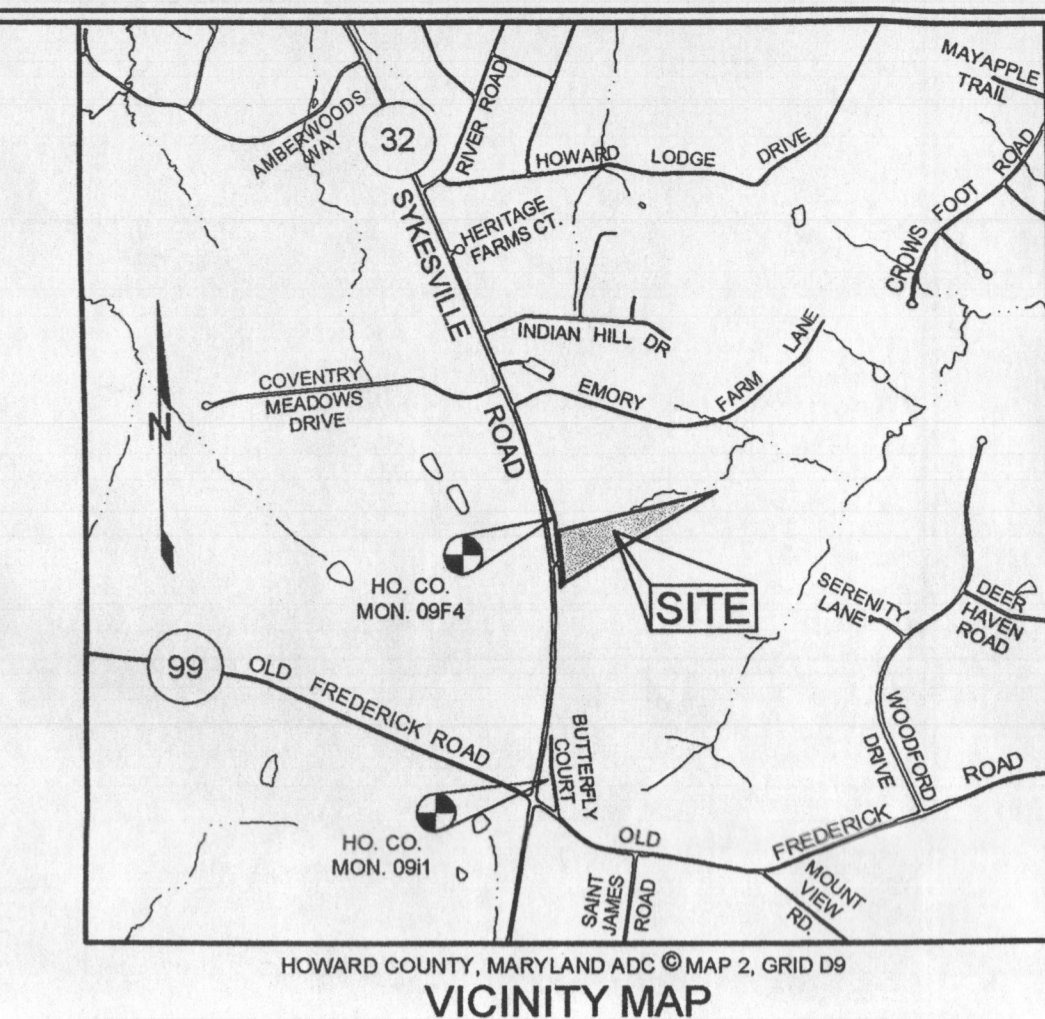 MAYAPPLE
TRAIL
AMBERWOODS
WAY
32
RIVER ROAD
HOWARD LODGE DRIVE
CROWS FOOT ROAD
SYKESVILLE ROAD
HERITAGE
FARMS CT.
INDIAN HILL DR
COVENTRY
MEADOWS
DRIVE
EMORY FARM LANE
N
HO. CO.
MON. 09F4
SITE
SERENITY
LANE
DEER
HAVEN
ROAD
99
OLD FREDERICK ROAD
WOODFORD
DRIVE
BUTTERFLY
COURT
HO. CO.
MON. 09i1
OLD FREDERICK ROAD
SAINT
JAMES
ROAD
MOUNT
VIEW
RD.
HOWARD COUNTY, MARYLAND ADC © MAP 2, GRID D9
VICINITY MAP